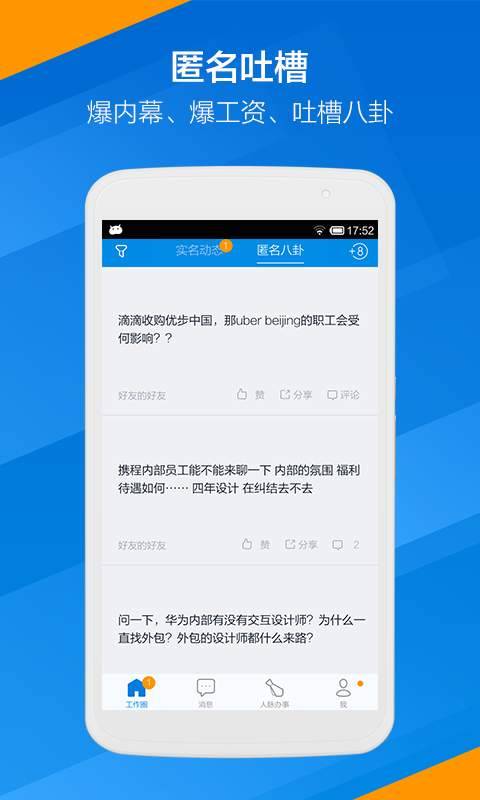 匿名吐槽
爆内幕、爆工资、吐槽八卦
17:52
实名动态 1 匿名八卦 +8
滴滴收购优步中国，那uber beijing的职工会受
何影响？？
好友的好友 赞 分享 评论
携程内部员工能不能来聊一下 内部的氛围 福利
待遇如何…… 四年设计 在纠结去不去
好友的好友 赞 分享 2
问一下，华为内部有没有交互设计师？为什么一
直找外包？外包的设计师都什么来路？
1
工作圈 消息 人脉办事 我